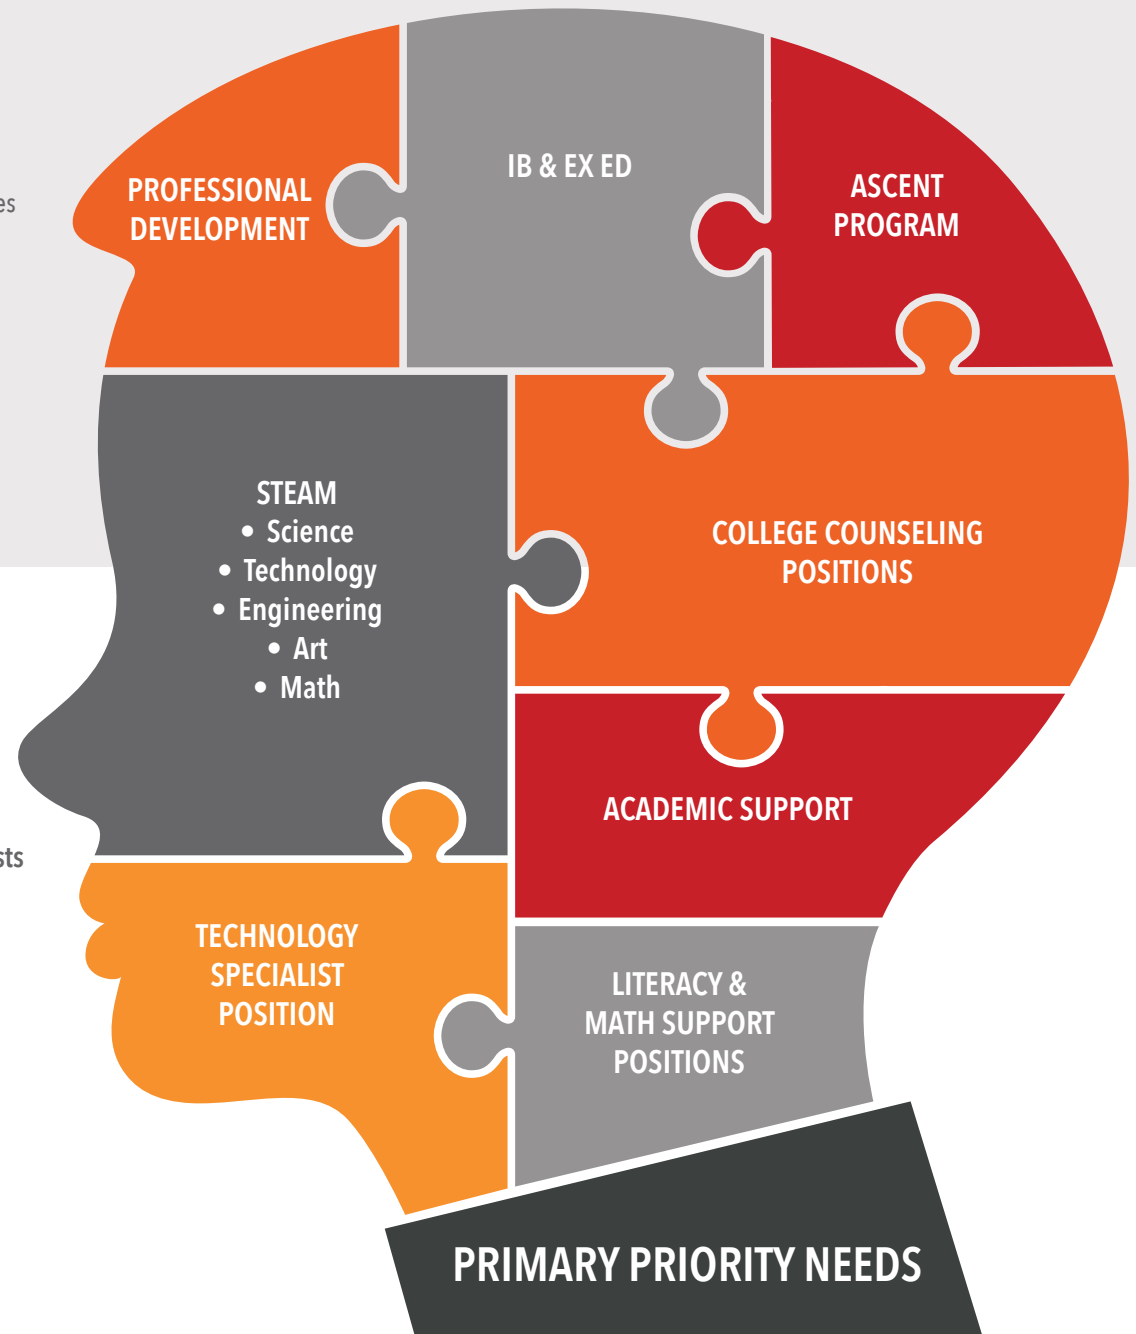 PROFESSIONAL
DEVELOPMENT
IB & EX ED
ASCENT
PROGRAM
STEAM
• Science
• Technology
• Engineering
• Art
• Math
COLLEGE COUNSELING
POSITIONS
ACADEMIC SUPPORT
TECHNOLOGY
SPECIALIST
POSITION
LITERACY &
MATH SUPPORT
POSITIONS
PRIMARY PRIORITY NEEDS